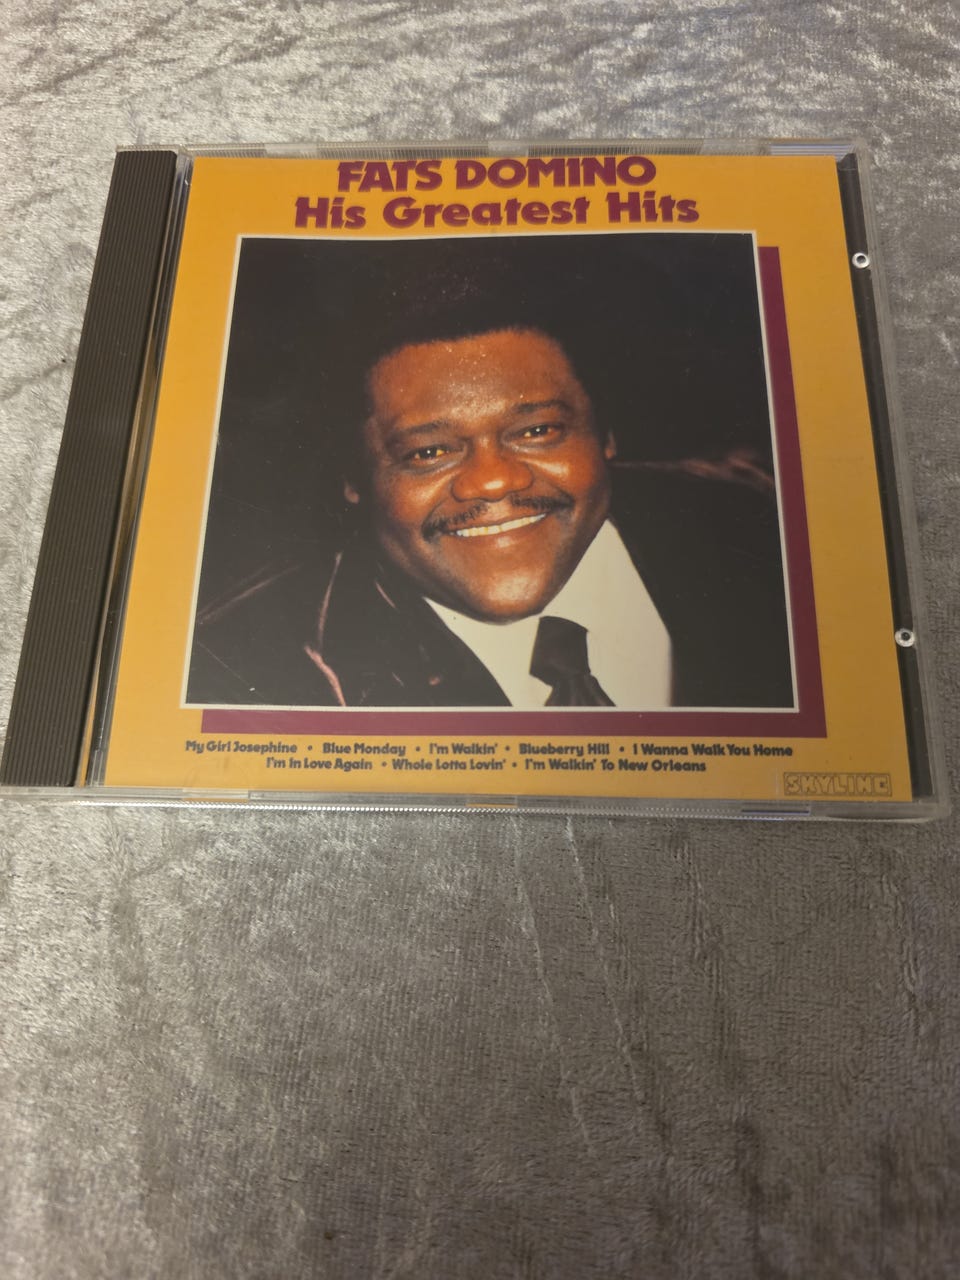 FATS DOMINO
His Greatest Hits
My Girl Josephine • Blue Monday • I'm Walkin' • Blueberry Hill • I Wanna Walk You Home
I'm In Love Again • Whole Lotta Lovin' • I'm Walkin' To New Orleans
SKYLINE